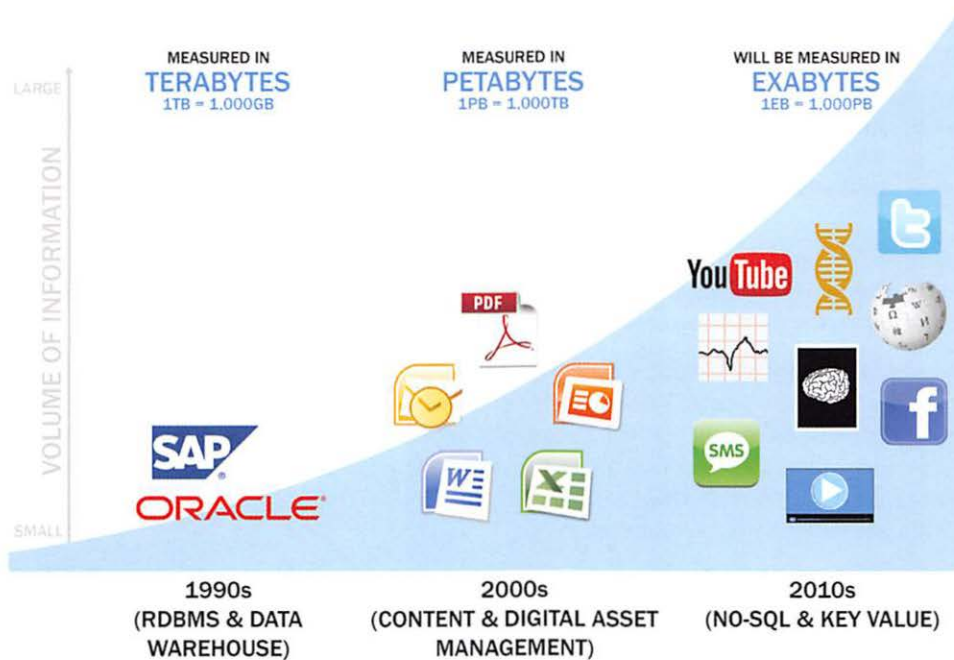 MEASURED IN
TERABYTES
1TB = 1,000GB
MEASURED IN
PETABYTES
1PB = 1,000TB
WILL BE MEASURED IN
EXABYTES
1EB = 1,000PB
LARGE
VOLUME OF INFORMATION
SMALL
SAP
ORACLE
PDF
W
X
You Tube
t
W
Ω
И
f
SMS
1990s
(RDBMS & DATA
WAREHOUSE)
2000s
(CONTENT & DIGITAL ASSET
MANAGEMENT)
2010s
(NO-SQL & KEY VALUE)